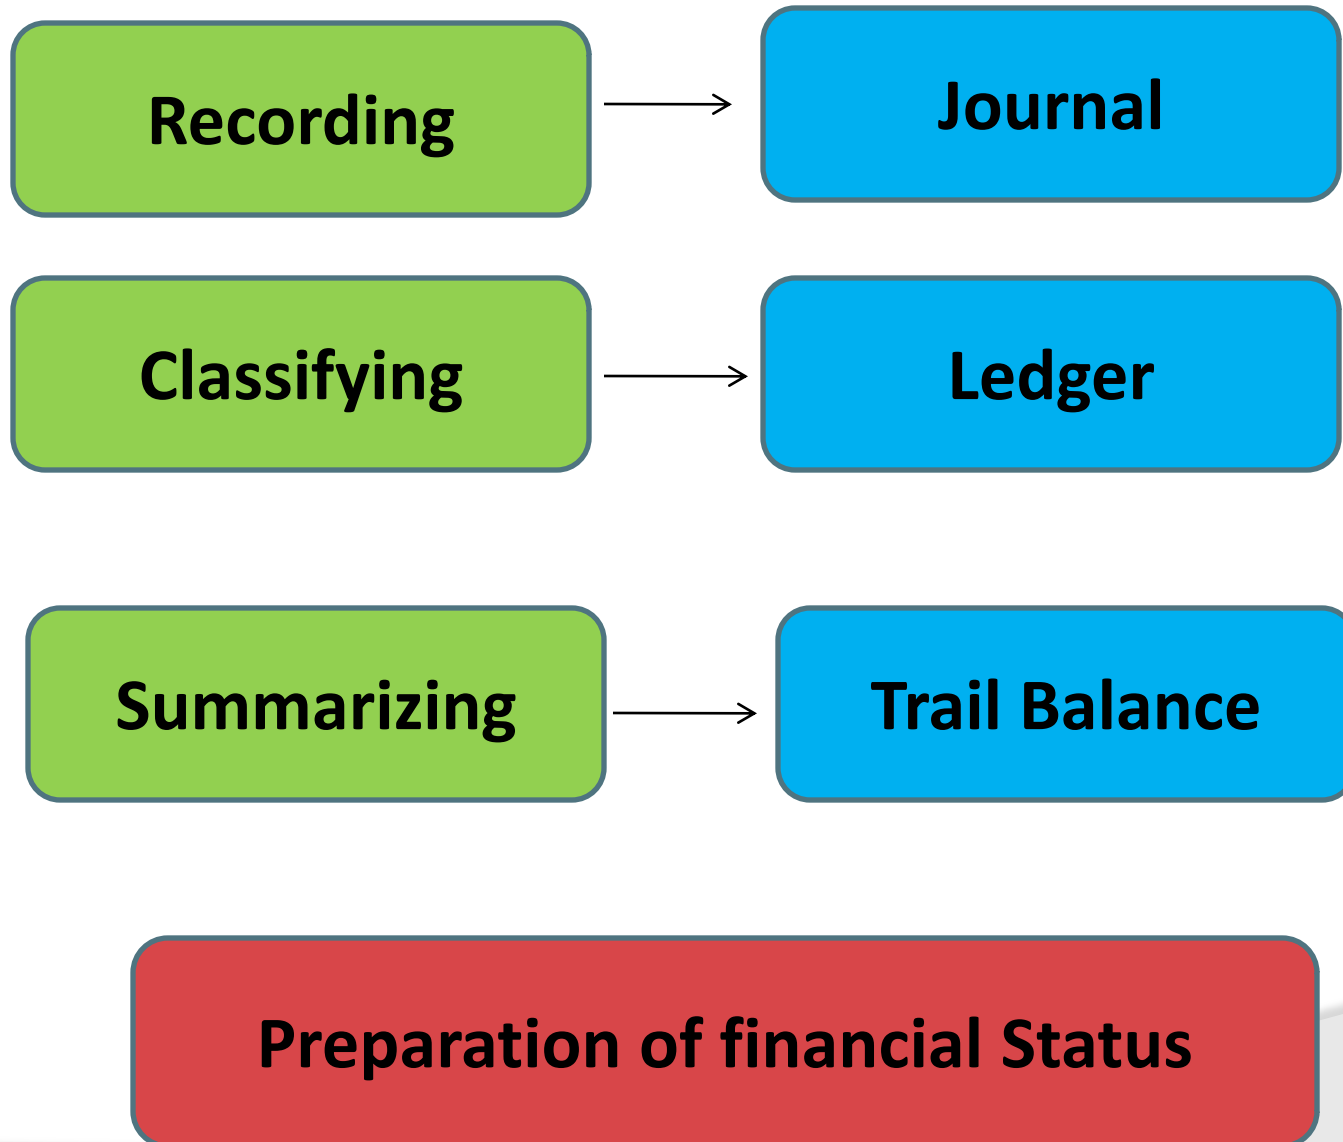 Recording
Journal
Classifying
Ledger
Summarizing
Trail Balance
Preparation of financial Status